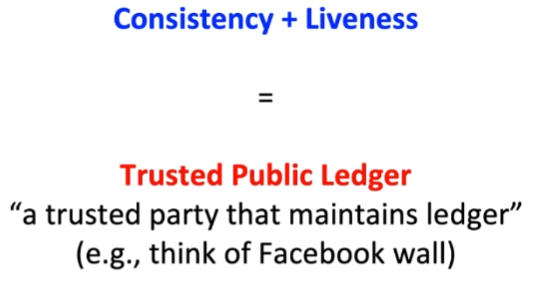 Consistency + Liveness
=
Trusted Public Ledger
“a trusted party that maintains ledger”
(e.g., think of Facebook wall)